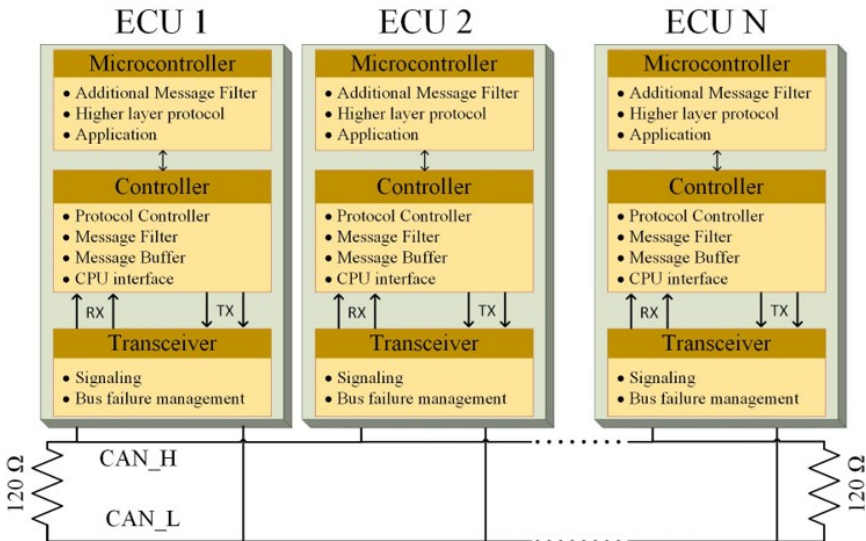 ECU 1
Microcontroller
• Additional Message Filter
• Higher layer protocol
• Application
Controller
• Protocol Controller
• Message Filter
• Message Buffer
• CPU interface
RX
TX
Transceiver
• Signaling
• Bus failure management
ECU 2
Microcontroller
• Additional Message Filter
• Higher layer protocol
• Application
Controller
• Protocol Controller
• Message Filter
• Message Buffer
• CPU interface
RX
TX
Transceiver
• Signaling
• Bus failure management
ECU N
Microcontroller
• Additional Message Filter
• Higher layer protocol
• Application
Controller
• Protocol Controller
• Message Filter
• Message Buffer
• CPU interface
RX
TX
Transceiver
• Signaling
• Bus failure management
120 Ω
CAN_H
CAN_L
120 Ω